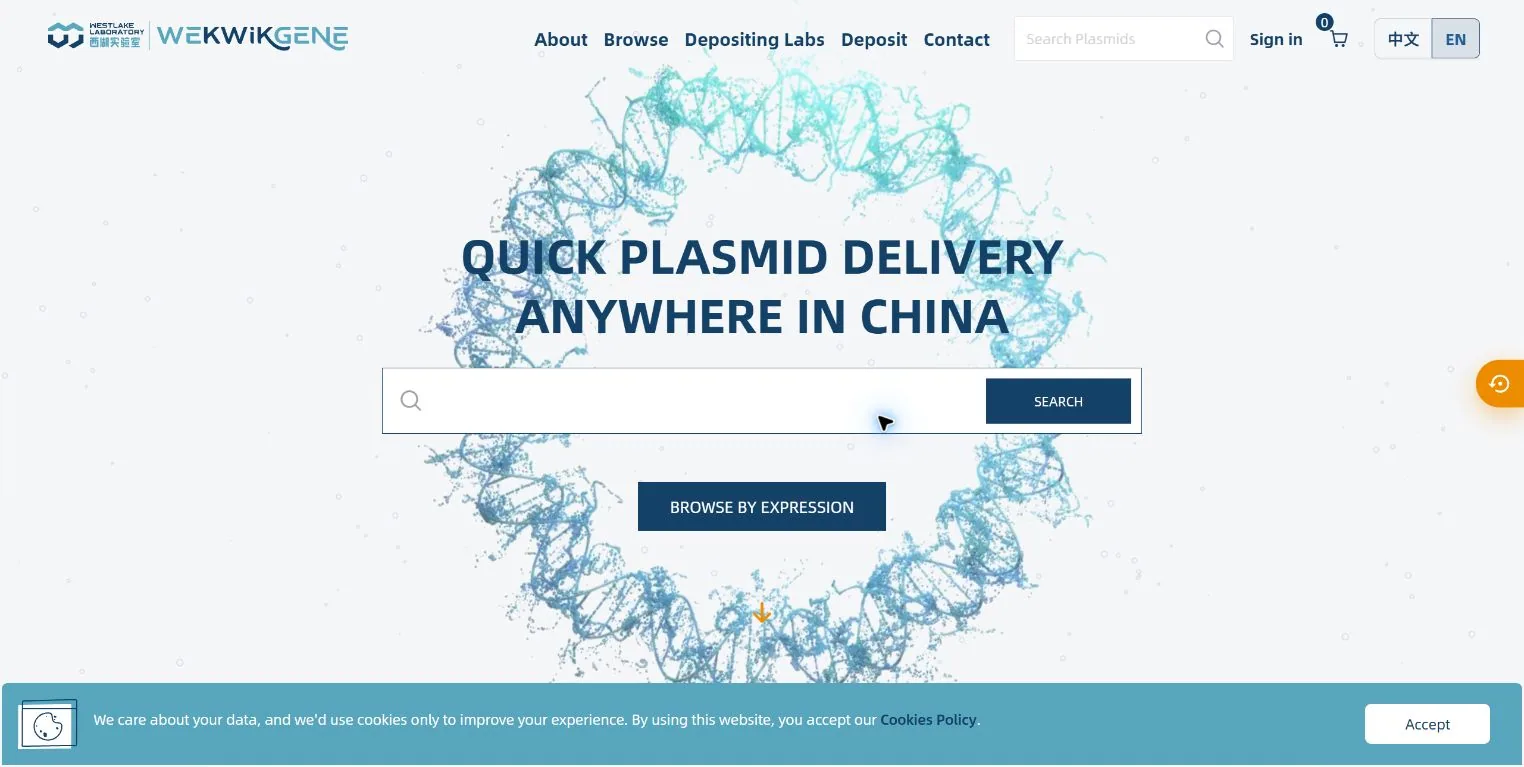 WESTLAKE
LABORATORY
西湖实验室
WEKWIKGENE
About Browse Depositing Labs Deposit Contact
Search Plasmids
Sign in
0
中文 EN
QUICK PLASMID DELIVERY
ANYWHERE IN CHINA
SEARCH
BROWSE BY EXPRESSION
We care about your data, and we'd use cookies only to improve your experience. By using this website, you accept our Cookies Policy.
Accept